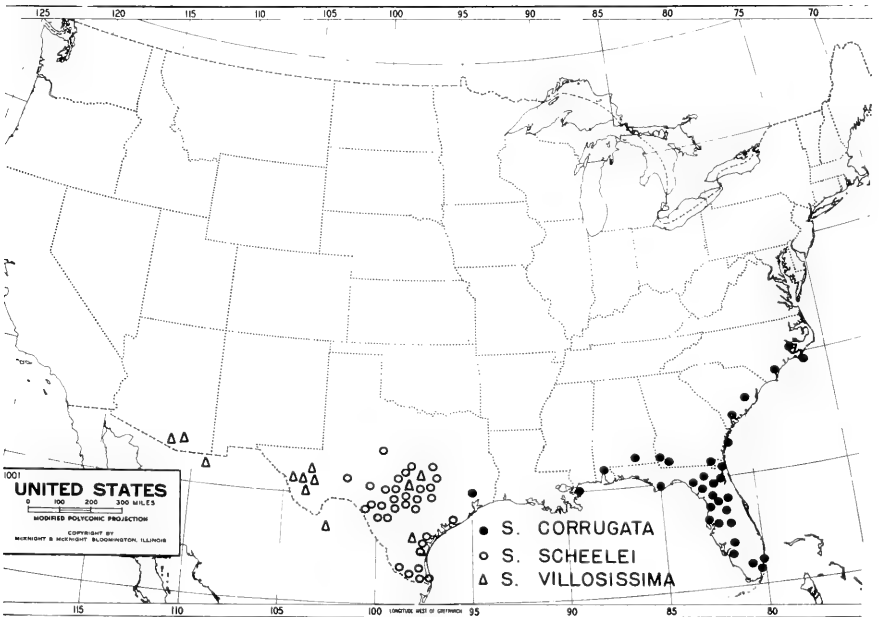 125 120 115 110 105 100 95 90 85 80 75 70
1001
UNITED STATES
0 100 200 300 MILES
MODIFIED POLYCONIC PROJECTION
COPYRIGHT BY
McKNIGHT & McKNIGHT BLOOMINGTON, ILLINOIS
S. CORRUGATA
S. SCHEELEI
S. VILLOSISSIMA
115 110 105 100 LONGITUDE WEST OF GREENWICH 95 90 85 80